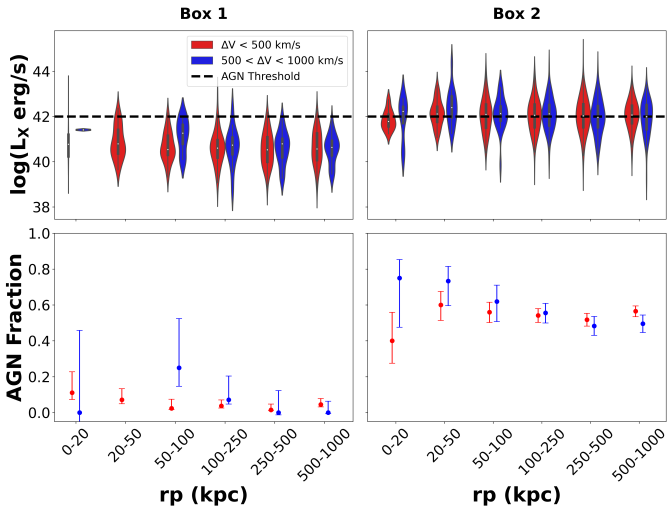 Box 1
Box 2
log(Lx erg/s)
44
42
40
38
ΔV < 500 km/s
500 < ΔV < 1000 km/s
AGN Threshold
AGN Fraction
1.0
0.8
0.6
0.4
0.2
0.0
0-20
20-50
50-100
100-250
250-500
500-1000
0-20
20-50
50-100
100-250
250-500
500-1000
rp (kpc)
rp (kpc)